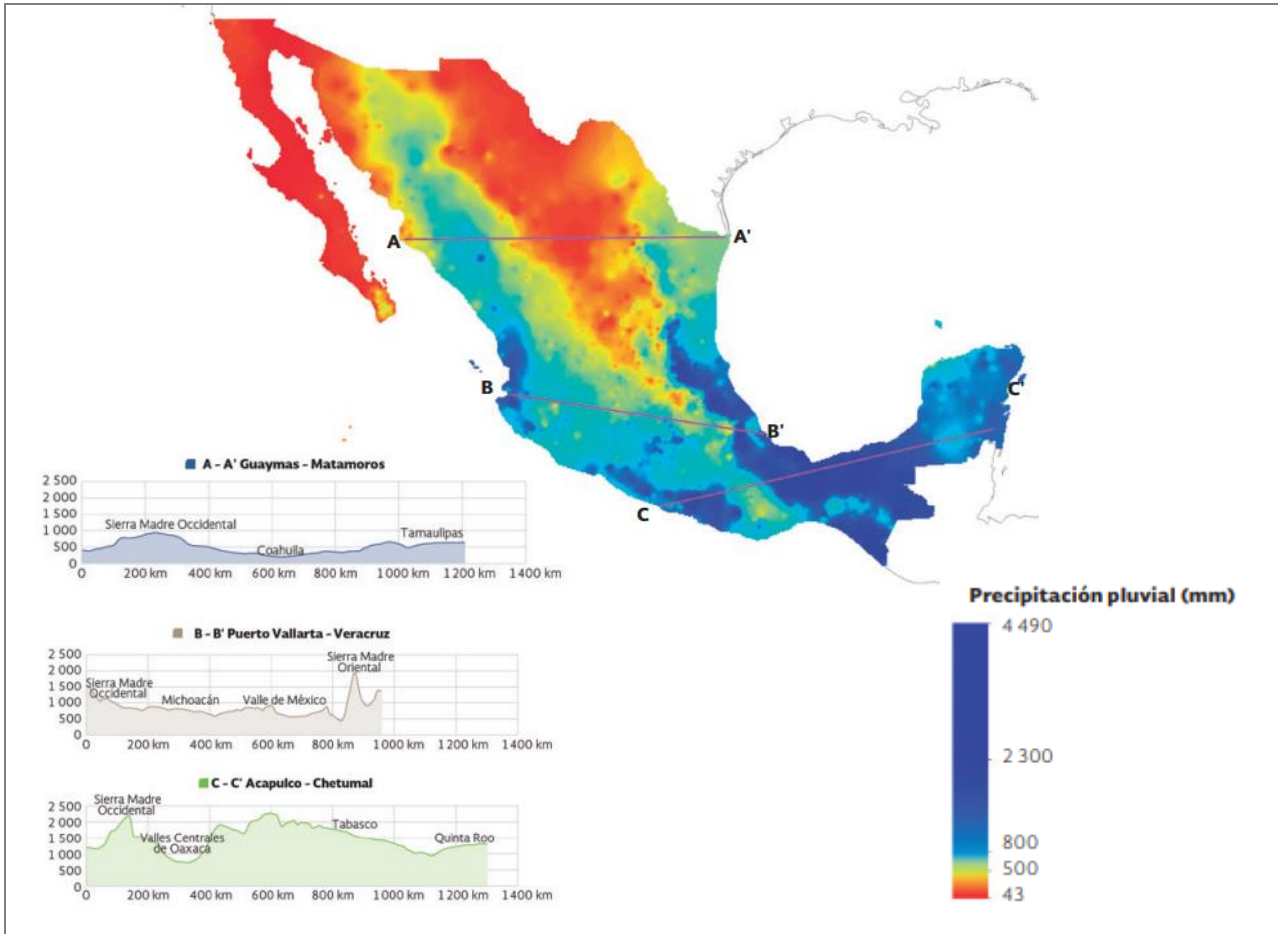 A
A'
B
B'
C
C'
A - A' Guaymas - Matamoros
2 500
2 000
1 500
1 000
500
0
Sierra Madre Occidental
Coahuila
Tamaulipas
0 200 km 400 km 600 km 800 km 1000 km 1200 km 1400 km
B - B' Puerto Vallarta - Veracruz
2 500
2 000
1 500
1 000
500
0
Sierra Madre
Occidental
Michoacán
Valle de México
Sierra Madre
Oriental
0 200 km 400 km 600 km 800 km 1000 km 1200 km 1400 km
C - C' Acapulco - Chetumal
2 500
2 000
1 500
1 000
500
0
Sierra Madre
Occidental
Valles Centrales
de Oaxaca
Tabasco
Quinta Roo
0 200 km 400 km 600 km 800 km 1000 km 1200 km 1400 km
Precipitación pluvial (mm)
4 490
2 300
800
500
43